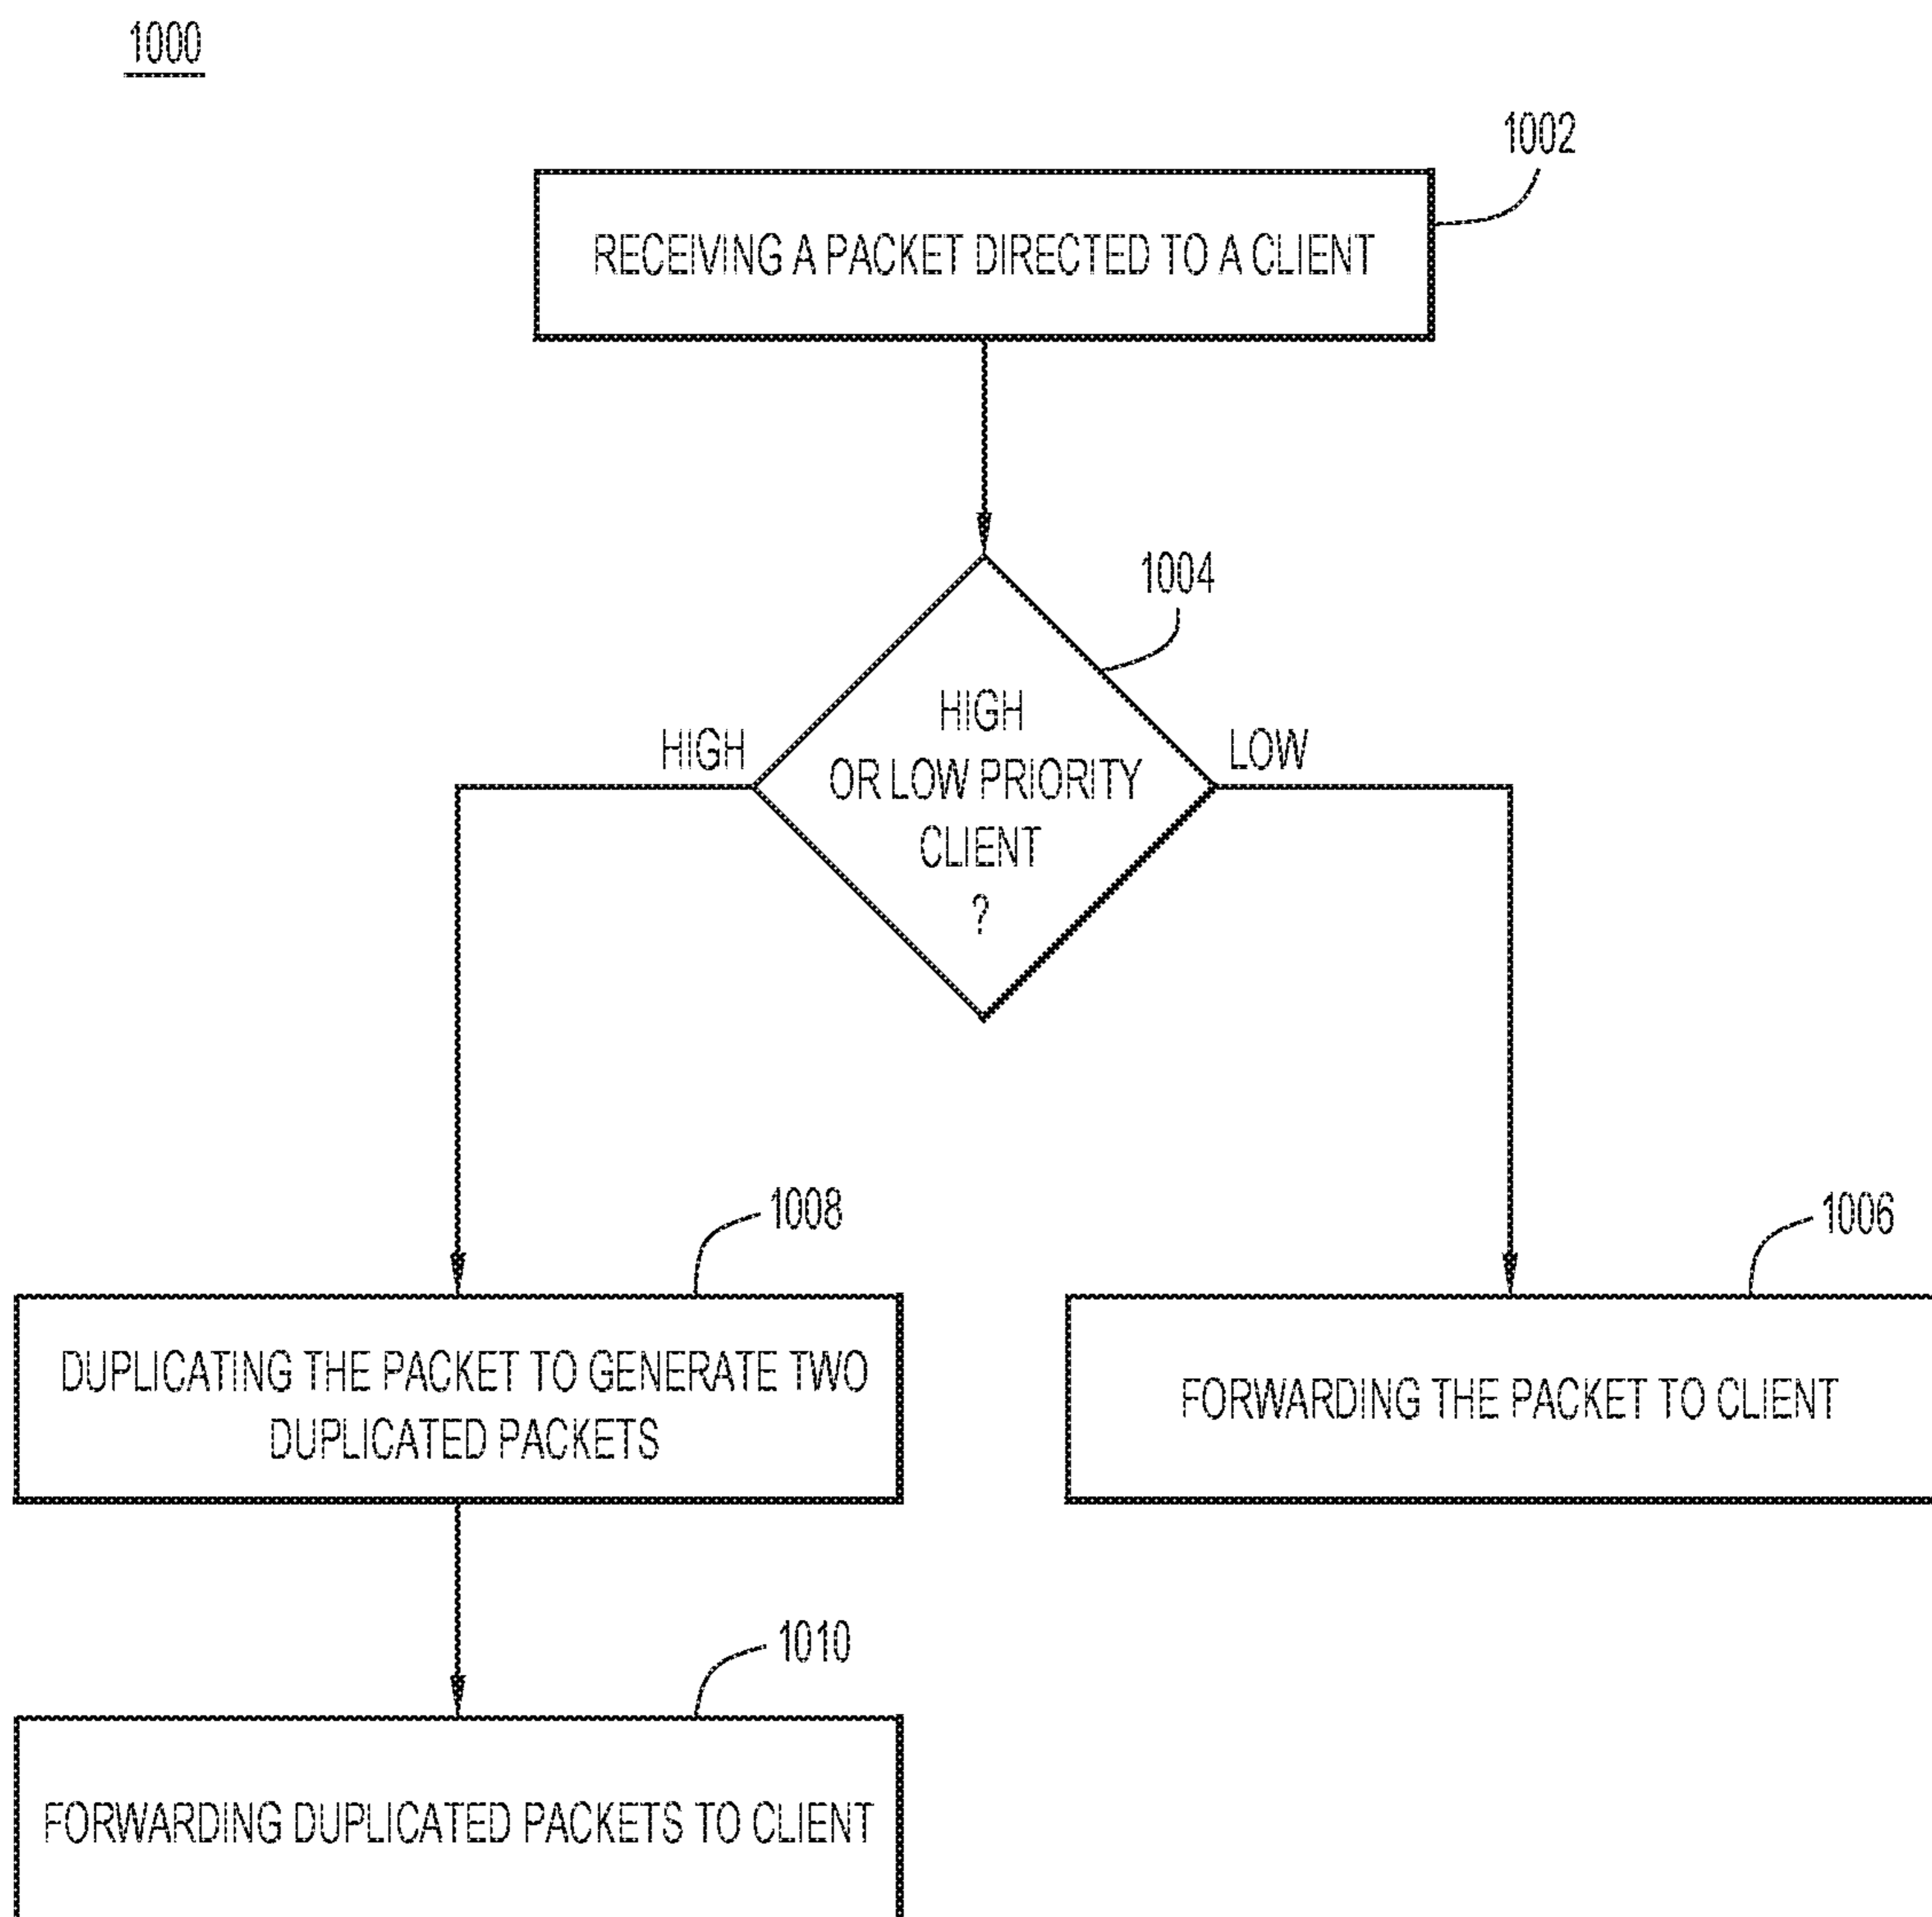 1000
1002
RECEIVING A PACKET DIRECTED TO A CLIENT
1004
HIGH
OR LOW PRIORITY
CLIENT
?
HIGH
LOW
1008
DUPLICATING THE PACKET TO GENERATE TWO
DUPLICATED PACKETS
1006
FORWARDING THE PACKET TO CLIENT
1010
FORWARDING DUPLICATED PACKETS TO CLIENT